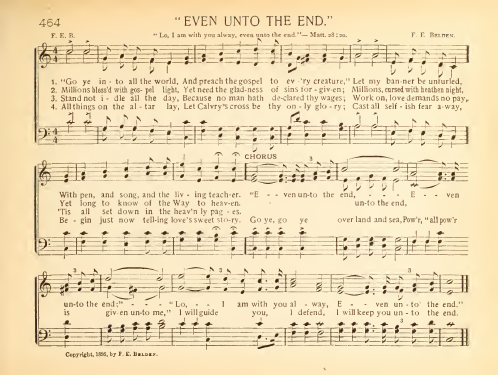 464
"EVEN UNTO THE END."
F. E. B. "Lo, I am with you alway, even unto the end."—Matt. 28:20. F. E. BELDEN.
1. "Go ye in - to all the world, And preach the gospel to ev - 'ry creature," Let my ban - ner be unfurled,
2. Millions bless'd with gos - pel light, Yet need the glad - ness of sins for - giv - en; Millions, cursed with heathen night,
3. Stand not i - dle all the day, Because no man hath de - clared thy wages; Work on, love demands no pay,
4. All things on the al - tar lay, Let Calv'ry's cross be thy on - ly glo - ry; Cast all self - ish fear a - way,
CHORUS
With pen, and song, and the liv - ing teach - er. "E - - ven un - to the end, . . . . E - ven
Yet long to know of the Way to heav - en. un - to the end,
'Tis all set down in the heav'n - ly pag - es.
Be - gin just now tell - ing love's sweet sto - ry. Go ye, go ye over land and sea, Pow'r, "all pow'r
un - to the end;" - - - "Lo, - - I am with you al - way, E - - ven un - to the end."
is giv - en un - to me," I will guide you, I defend, I will keep you un - to the end.
Copyright, 1886, by F. E. BELDEN.